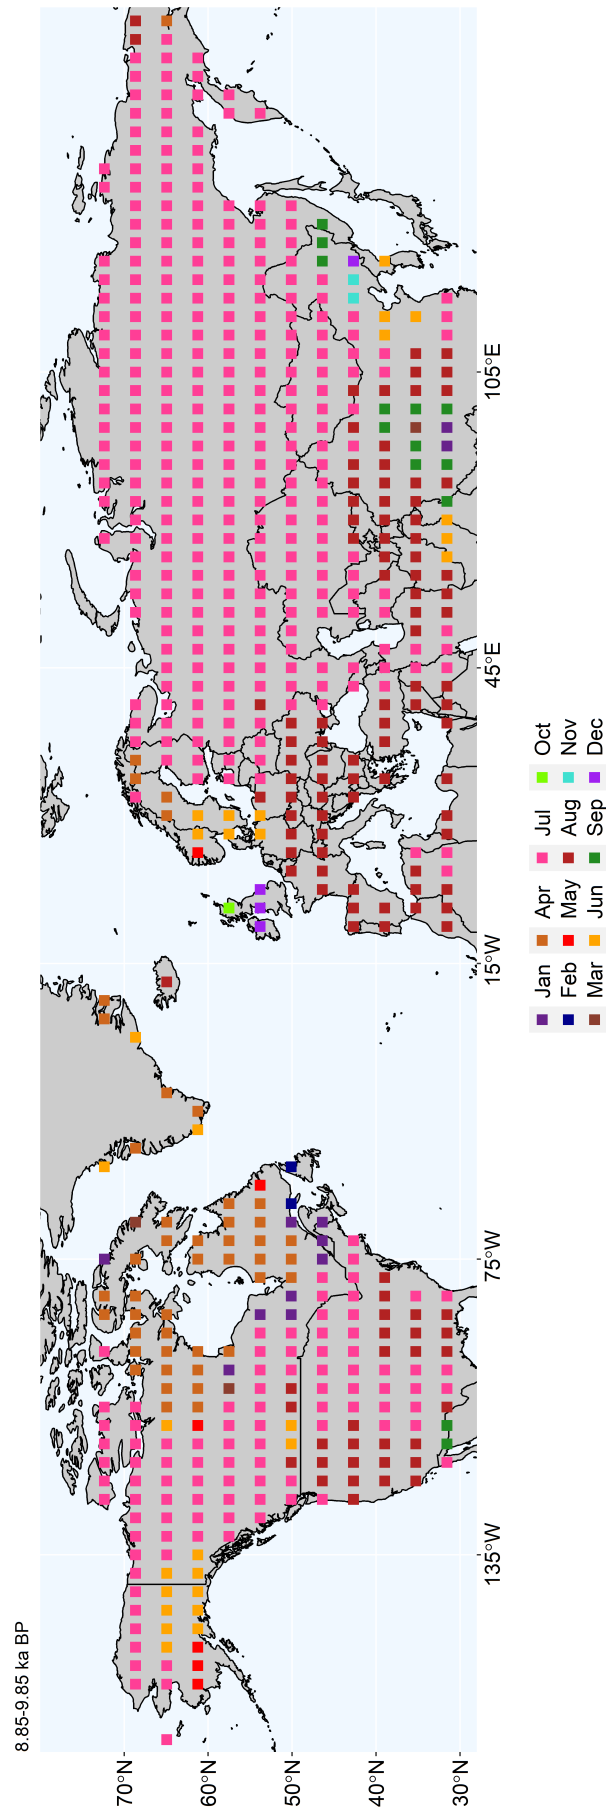 8.85-9.85 ka BP
70°N
60°N
50°N
40°N
30°N
135°W
75°W
15°W
45°E
105°E
Jan Apr Jul Oct
Feb May Aug Nov
Mar Jun Sep Dec